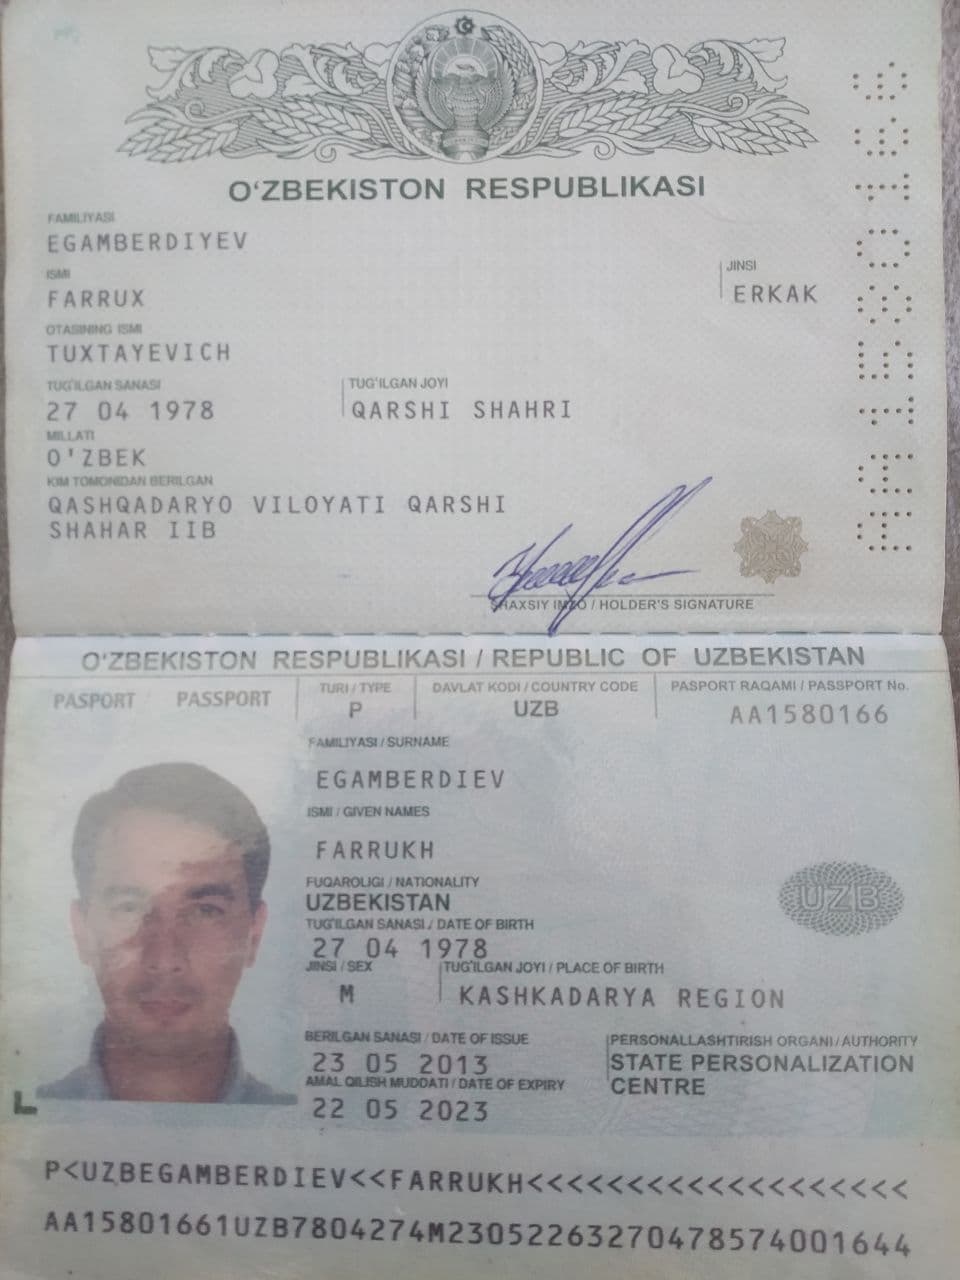 O‘ZBEKISTON RESPUBLIKASI
FAMILIYASI
EGAMBERDIYEV
ISMI
FARRUX
JINSI
ERKAK
OTASINING ISMI
TUXTAYEVICH
TUG‘ILGAN SANASI
27 04 1978
TUG‘ILGAN JOYI
QARSHI SHAHRI
MILLATI
O'ZBEK
KIM TOMONIDAN BERILGAN
QASHQADARYO VILOYATI QARSHI
SHAHAR IIB
SHAXSIY IMZO / HOLDER'S SIGNATURE
AA1580166
O‘ZBEKISTON RESPUBLIKASI / REPUBLIC OF UZBEKISTAN
PASPORT PASSPORT
TURI / TYPE
P
DAVLAT KODI / COUNTRY CODE
UZB
PASPORT RAQAMI / PASSPORT No.
AA1580166
FAMILIYASI / SURNAME
EGAMBERDIEV
ISMI / GIVEN NAMES
FARRUKH
FUQAROLIGI / NATIONALITY
UZBEKISTAN
UZB
TUG‘ILGAN SANASI / DATE OF BIRTH
27 04 1978
JINSI / SEX
M
TUG‘ILGAN JOYI / PLACE OF BIRTH
KASHKADARYA REGION
BERILGAN SANASI / DATE OF ISSUE
23 05 2013
PERSONALLASHTIRISH ORGANI / AUTHORITY
STATE PERSONALIZATION
CENTRE
AMAL QILISH MUDDATI / DATE OF EXPIRY
22 05 2023
P<UZBEGAMBERDIEV<<FARRUKH<<<<<<<<<<<<<<<<<<<
AA15801661UZB7804274M23052263270478574001644